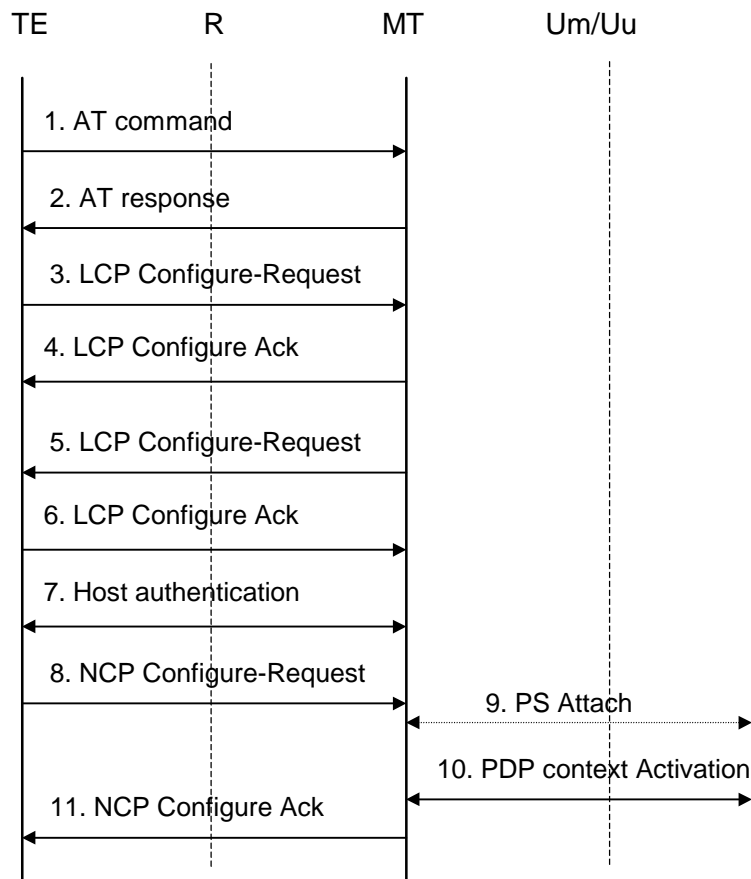 TE R MT Um/Uu
1. AT command
2. AT response
3. LCP Configure-Request
4. LCP Configure Ack
5. LCP Configure-Request
6. LCP Configure Ack
7. Host authentication
8. NCP Configure-Request
9. PS Attach
10. PDP context Activation
11. NCP Configure Ack